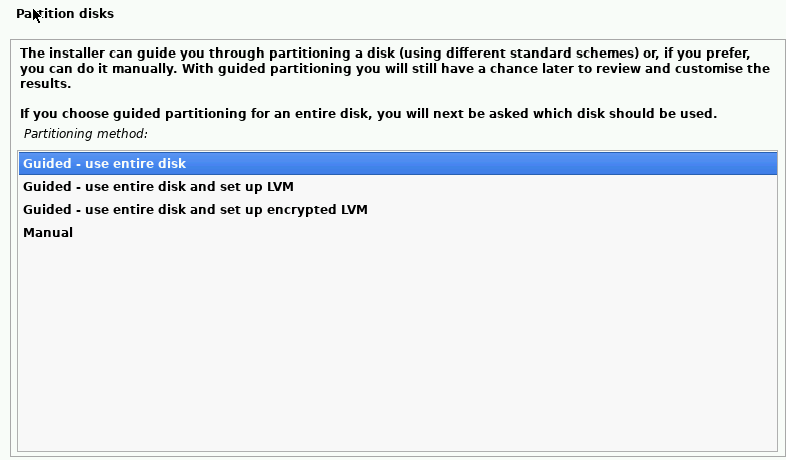 Partition disks
The installer can guide you through partitioning a disk (using different standard schemes) or, if you prefer,
you can do it manually. With guided partitioning you will still have a chance later to review and customise the
results.
If you choose guided partitioning for an entire disk, you will next be asked which disk should be used.
Partitioning method:
Guided - use entire disk
Guided - use entire disk and set up LVM
Guided - use entire disk and set up encrypted LVM
Manual